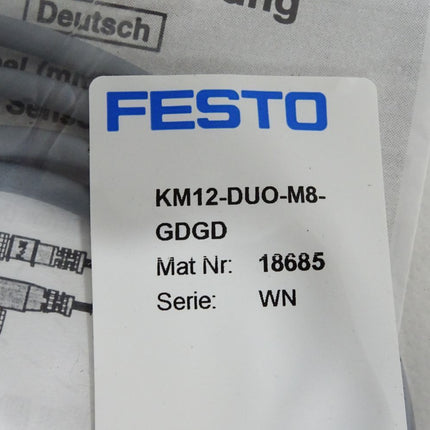 Deutsch
FESTO
KM12-DUO-M8-
GDGD
Mat Nr: 18685
Serie: WN